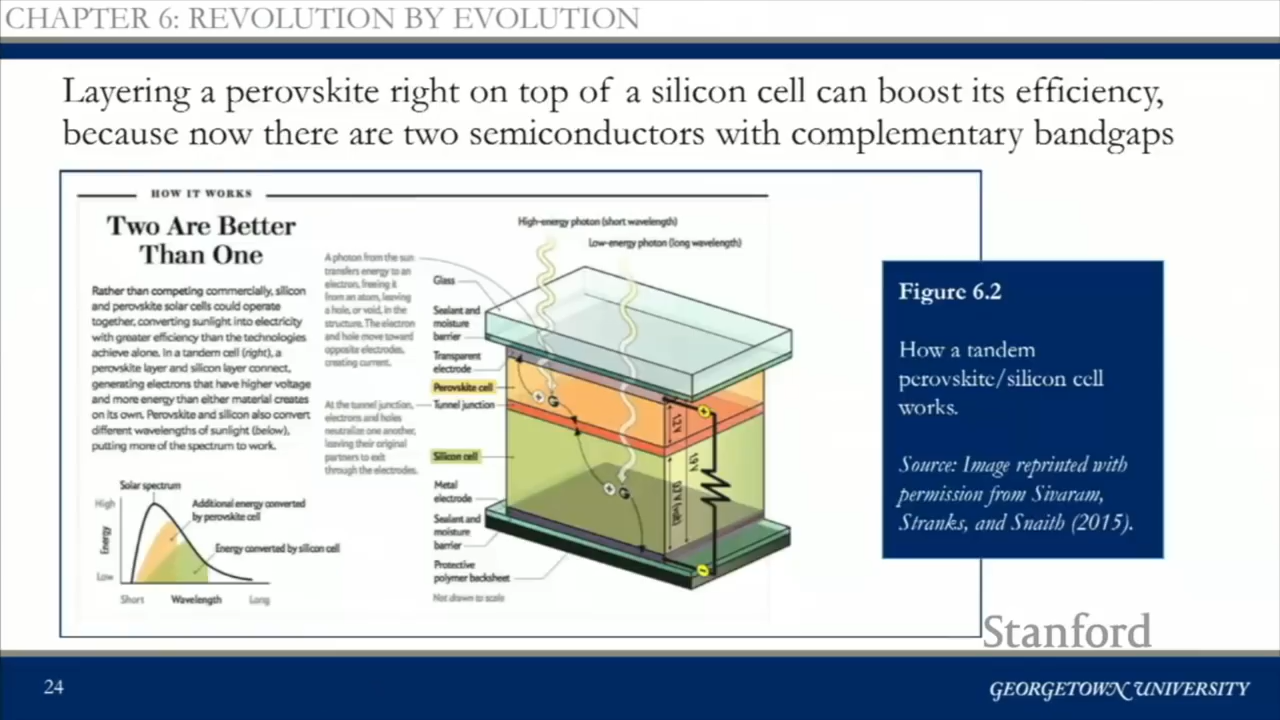 CHAPTER 6: REVOLUTION BY EVOLUTION
Layering a perovskite right on top of a silicon cell can boost its efficiency,
because now there are two semiconductors with complementary bandgaps
HOW IT WORKS
Two Are Better
Than One
Rather than competing commercially, silicon
and perovskite solar cells could operate
together, converting sunlight into electricity
with greater efficiency than the technologies
achieve alone. In a tandem cell (right), a
perovskite layer and silicon layer connect,
generating electrons that have higher voltage
and more energy than either material creates
on its own. Perovskite and silicon also convert
different wavelengths of sunlight (below),
putting more of the spectrum to work.
Solar spectrum
High
Additional energy converted
by perovskite cell
Energy
Energy converted by silicon cell
Low
Short
Wavelength
Long
A photon from the sun
transfers energy to an
electron, freeing it
from an atom, leaving
a hole, or void, in the
structure. The electron
and hole move toward
opposite electrodes,
creating current.
At the tunnel junction,
electrons and holes
neutralize one another,
leaving their original
partners to exit
through the electrodes.
High-energy photon (short wavelength)
Low-energy photon (long wavelength)
Glass
Sealant and
moisture
barrier
Transparent
electrode
Perovskite cell
Tunnel junction
Silicon cell
Metal
electrode
Sealant and
moisture
barrier
Protective
polymer backsheet
Not drawn to scale
Figure 6.2
How a tandem
perovskite/silicon cell
works.
Source: Image reprinted with
permission from Sivaram,
Stranks, and Snaith (2015).
Stanford
24
GEORGETOWN UNIVERSITY